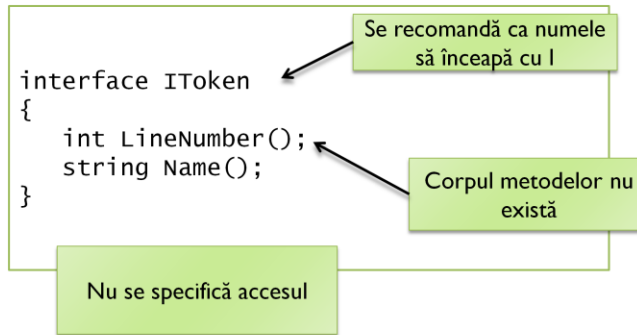 Se recomandă ca numele
să înceapă cu I
interface IToken
{
int LineNumber();
string Name();
}
Corpul metodelor nu
există
Nu se specifică accesul